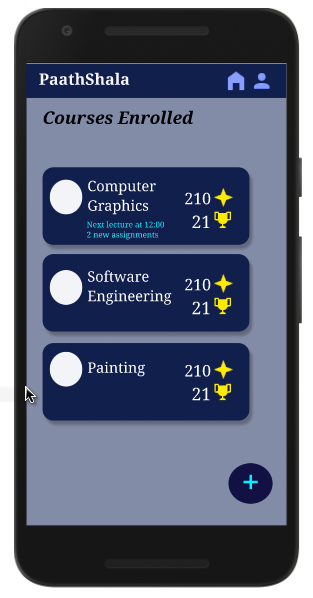 PaathShala
Courses Enrolled
Computer
Graphics
210
21
Next lecture at 12:00
2 new assignments
Software
Engineering
210
21
Painting
210
21
+